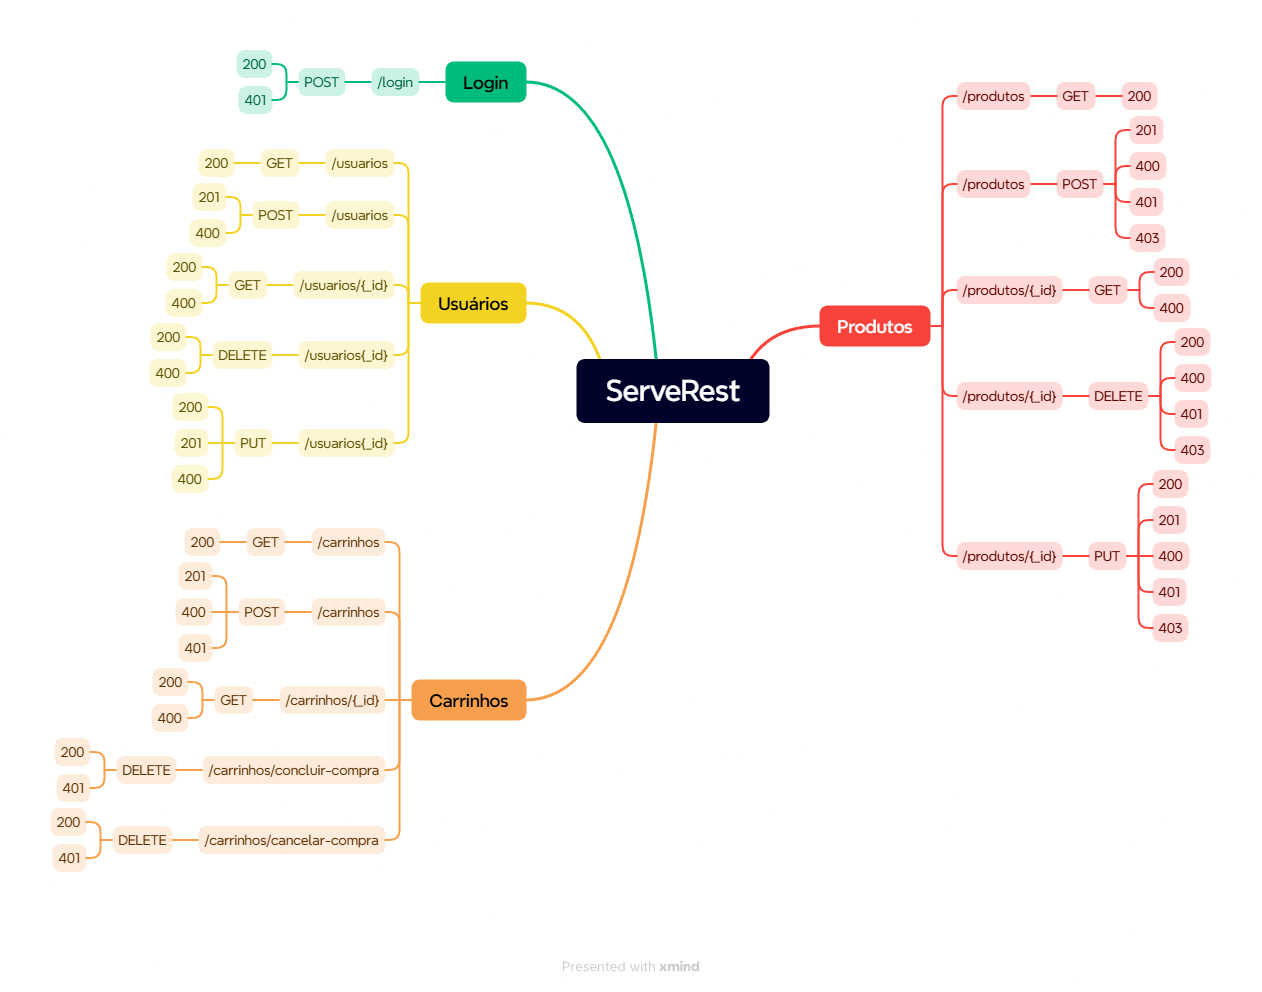 ServeRest
Login
/login
POST
200
401
Usuários
/usuarios
GET
200
/usuarios
POST
201
400
/usuarios/{_id}
GET
200
400
/usuarios{_id}
DELETE
200
400
/usuarios{_id}
PUT
200
201
400
Carrinhos
/carrinhos
GET
200
/carrinhos
POST
201
400
401
/carrinhos/{_id}
GET
200
400
/carrinhos/concluir-compra
DELETE
200
401
/carrinhos/cancelar-compra
DELETE
200
401
Produtos
/produtos
GET
200
/produtos
POST
201
400
401
403
/produtos/{_id}
GET
200
400
/produtos/{_id}
DELETE
200
400
401
403
/produtos/{_id}
PUT
200
201
400
401
403
Presented with xmind